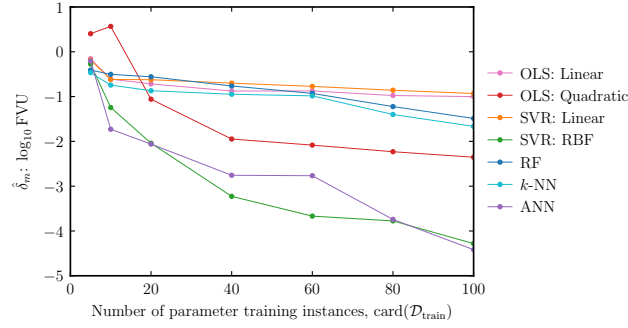 1
0
−1
−2
−3
−4
−5
0
20
40
60
80
100
δ̂ₘ: log₁₀ FVU
Number of parameter training instances, card(𝒟train)
OLS: Linear
OLS: Quadratic
SVR: Linear
SVR: RBF
RF
k-NN
ANN